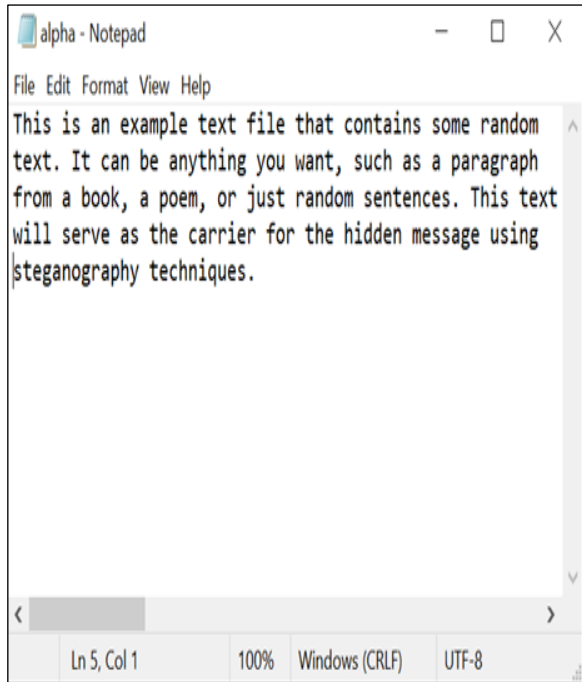 alpha - Notepad
File Edit Format View Help
This is an example text file that contains some random
text. It can be anything you want, such as a paragraph
from a book, a poem, or just random sentences. This text
will serve as the carrier for the hidden message using
steganography techniques.
Ln 5, Col 1 100% Windows (CRLF) UTF-8